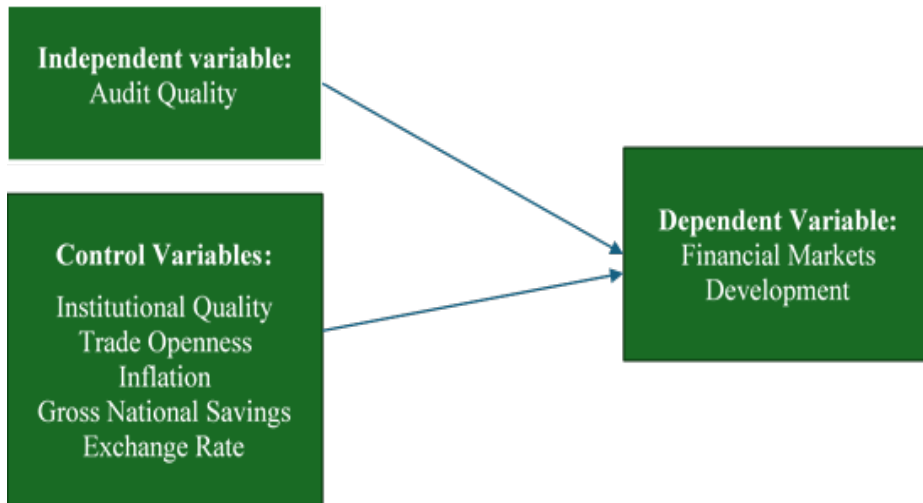 Independent variable:
Audit Quality
Control Variables:
Institutional Quality
Trade Openness
Inflation
Gross National Savings
Exchange Rate
Dependent Variable:
Financial Markets
Development